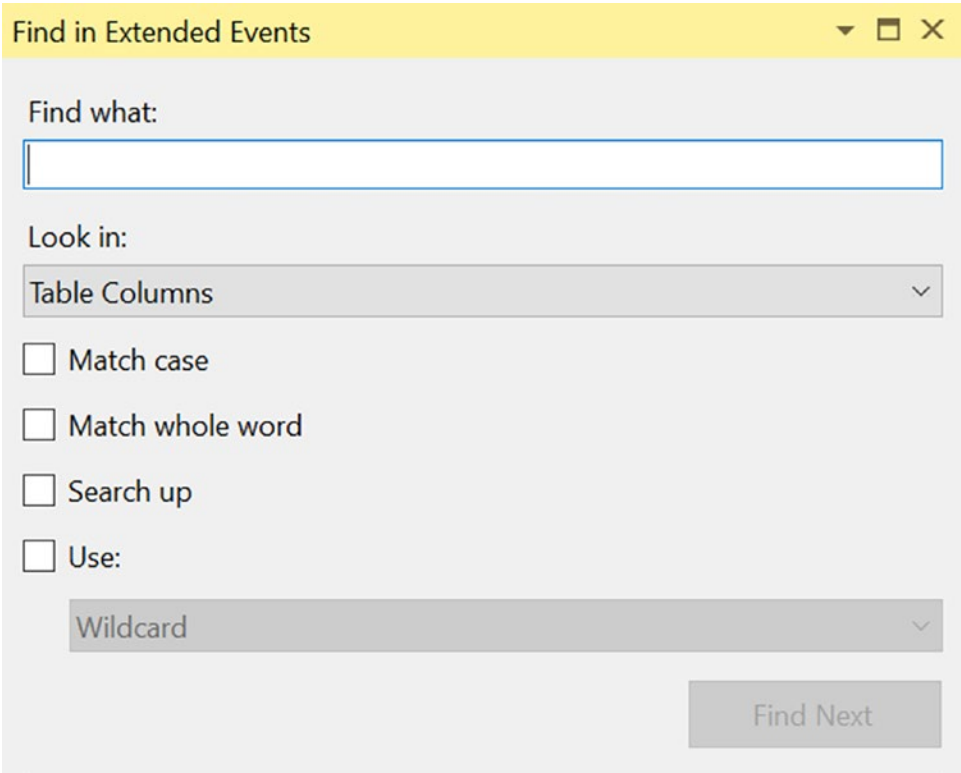 Find in Extended Events
Find what:
Look in:
Table Columns
Match case
Match whole word
Search up
Use:
Wildcard
Find Next